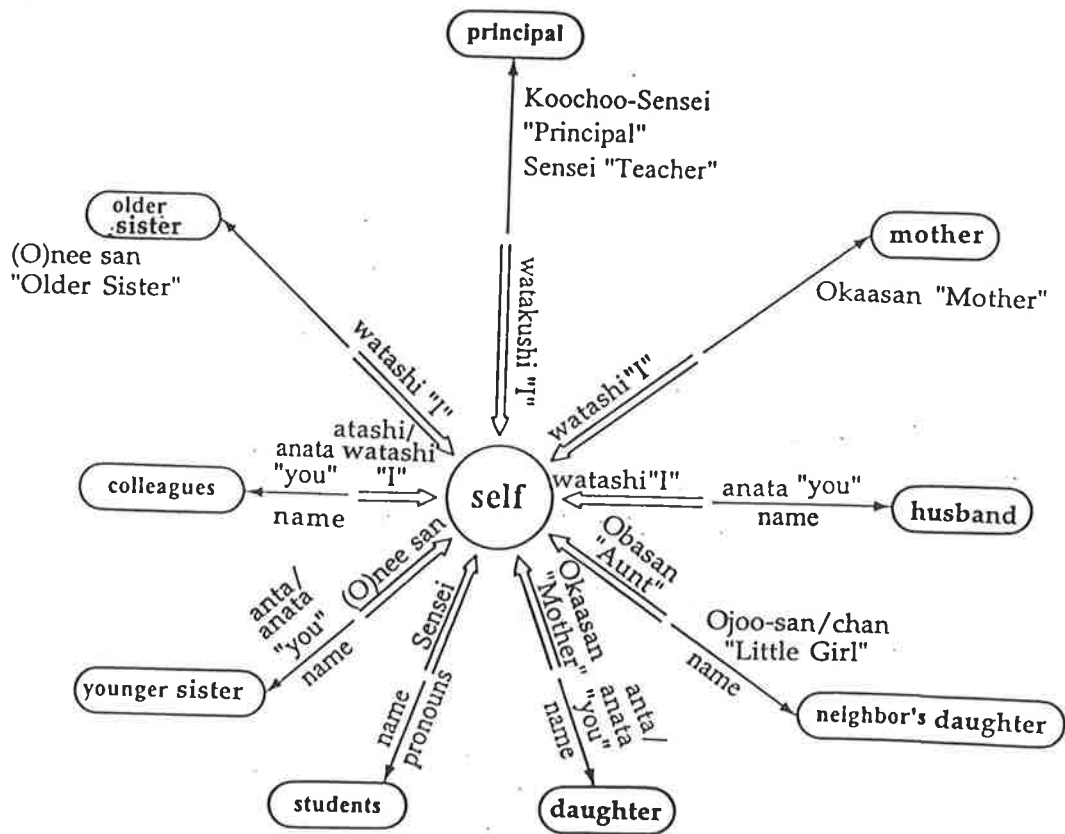 principal
Koochoo-Sensei
"Principal"
Sensei "Teacher"
older
sister
(O)nee san
"Older Sister"
mother
Okaasan "Mother"
watakushi "I"
watashi "I"
watashi "I"
atashi/
watashi
"I"
anata
"you"
name
colleagues
self
watashi "I"
anata "you"
name
husband
(O)nee san
anta/
anata
"you"
name
younger sister
Sensei
name
pronouns
students
Okaasan
"Mother"
anta/
anata
"you"
name
daughter
Obasan
"Aunt"
Ojoo-san/chan
"Little Girl"
name
neighbor's daughter